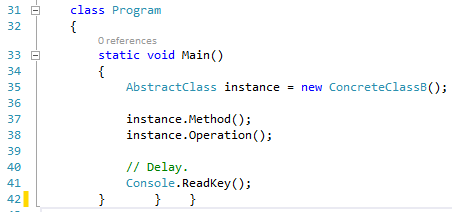 31 class Program
32 {
0 references
33 static void Main()
34 {
35 AbstractClass instance = new ConcreteClassB();
36
37 instance.Method();
38 instance.Operation();
39
40 // Delay.
41 Console.ReadKey();
42 } } }